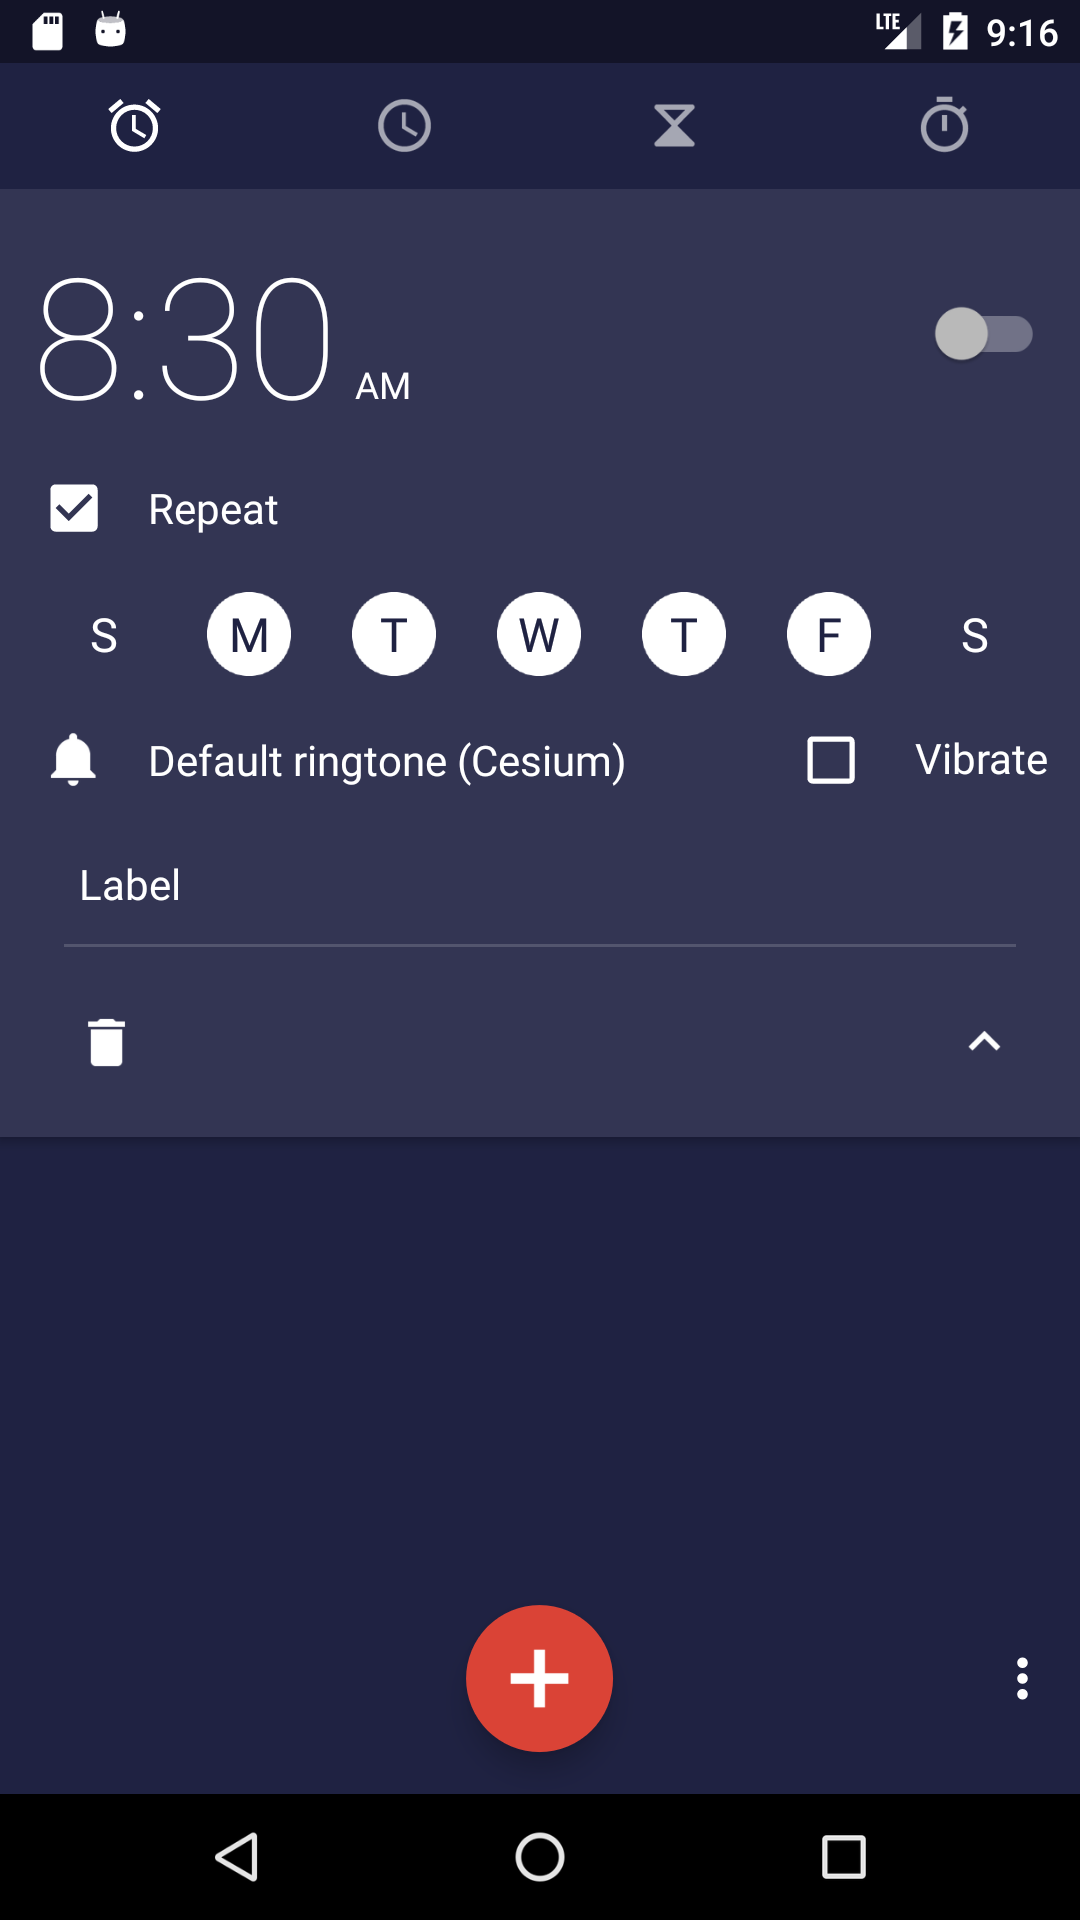 LTE 9:16
8:30 AM
Repeat
S M T W T F S
Default ringtone (Cesium) Vibrate
Label